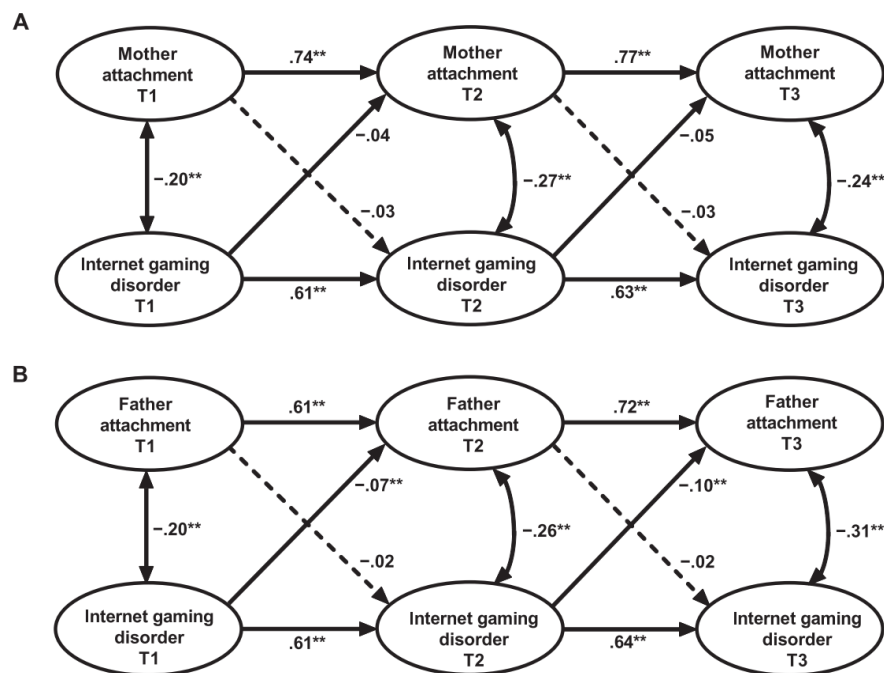 A
Mother
attachment
T1
.74**
Mother
attachment
T2
.77**
Mother
attachment
T3
−.04
−.05
−.20**
−.27**
−.24**
−.03
−.03
Internet gaming
disorder
T1
.61**
Internet gaming
disorder
T2
.63**
Internet gaming
disorder
T3
B
Father
attachment
T1
.61**
Father
attachment
T2
.72**
Father
attachment
T3
−.07**
−.10**
−.20**
−.26**
−.31**
−.02
−.02
Internet gaming
disorder
T1
.61**
Internet gaming
disorder
T2
.64**
Internet gaming
disorder
T3